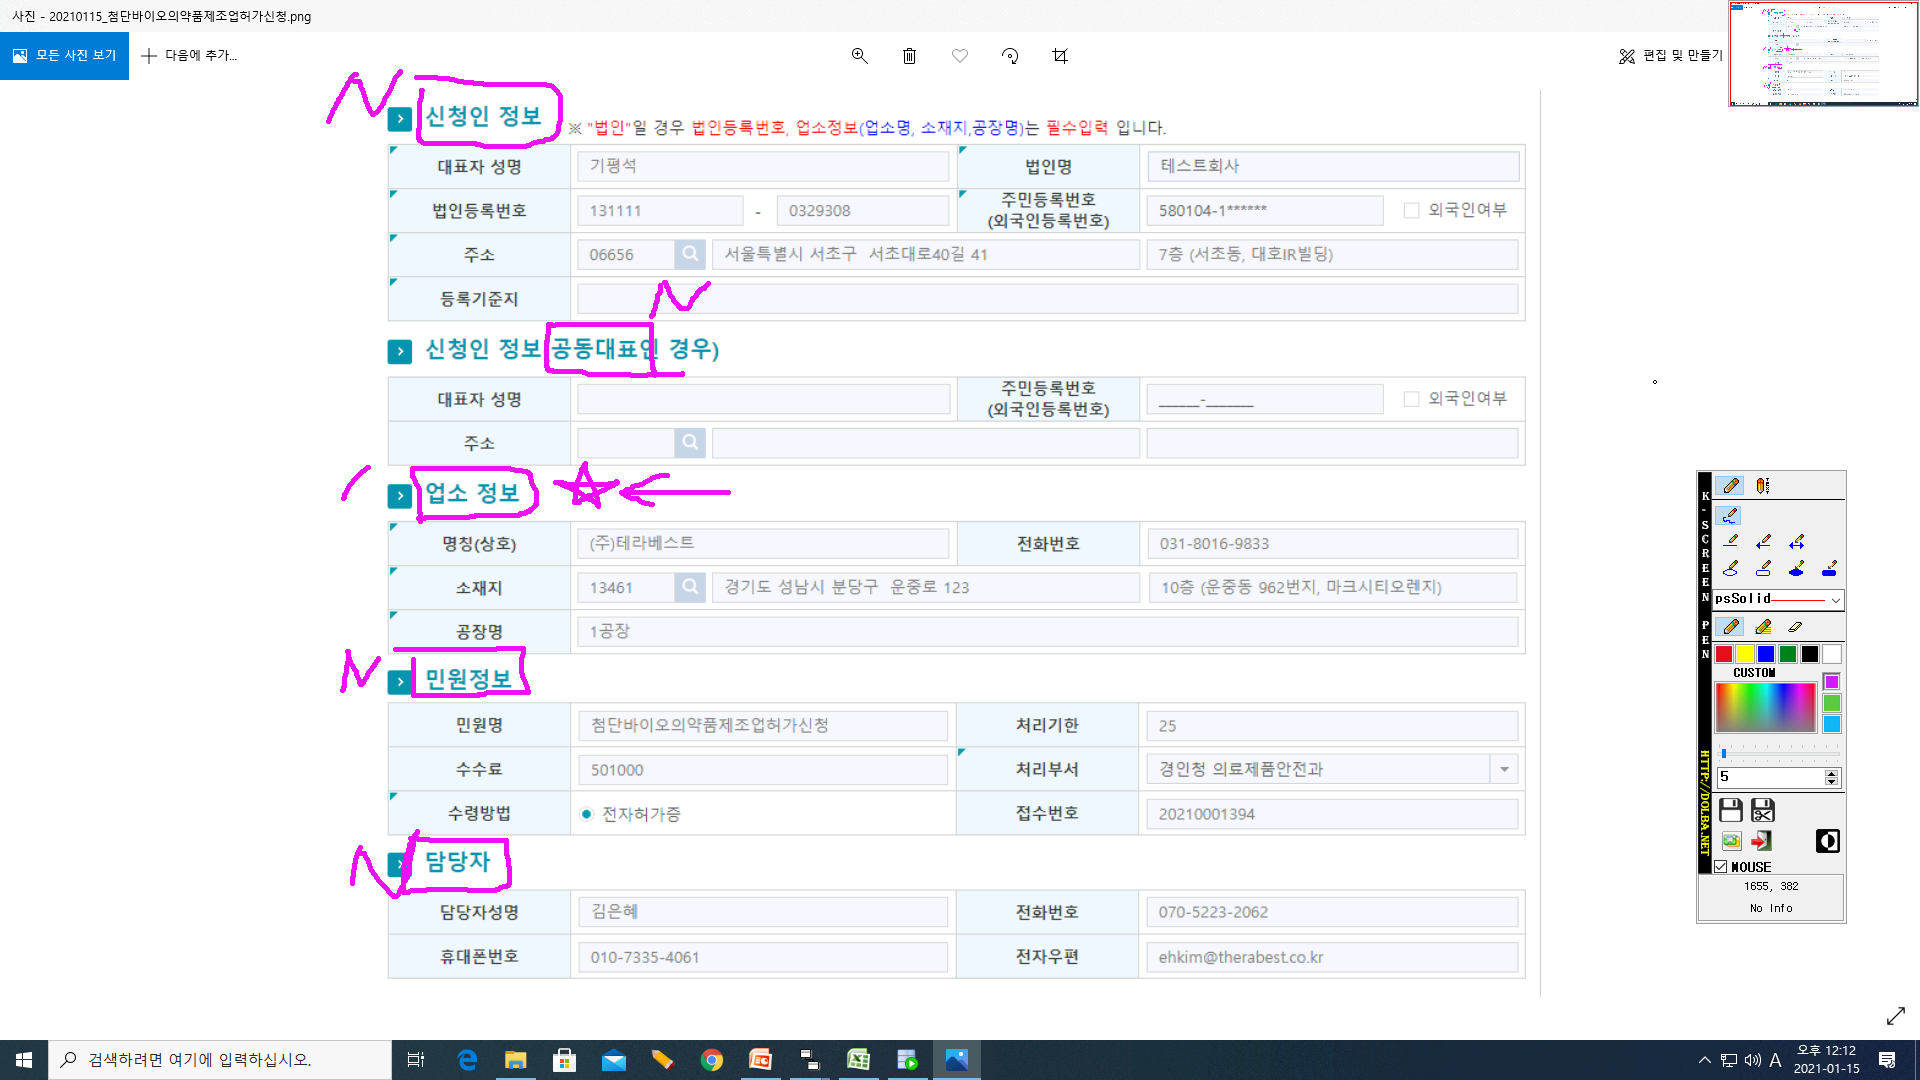 사진 - 20210115_첨단바이오의약품제조업허가신청.png
모든 사진 보기
다음에 추가...
편집 및 만들기
N
신청인 정보
※ "법인"일 경우 법인등록번호, 업소정보(업소명, 소재지,공장명)는 필수입력 입니다.
대표자 성명 기평석 법인명 테스트회사
법인등록번호 131111 - 0329308 주민등록번호
(외국인등록번호) 580104-1****** 외국인여부
주소 06656 서울특별시 서초구 서초대로40길 41 7층 (서초동, 대호IR빌딩)
등록기준지
N
신청인 정보(공동대표인 경우)
대표자 성명 주민등록번호
(외국인등록번호) ______-_______ 외국인여부
주소
업소 정보
명칭(상호) (주)테라베스트 전화번호 031-8016-9833
소재지 13461 경기도 성남시 분당구 운중로 123 10층 (운중동 962번지, 마크시티오렌지)
공장명 1공장
N
민원정보
민원명 첨단바이오의약품제조업허가신청 처리기한 25
수수료 501000 처리부서 경인청 의료제품안전과
수령방법 전자허가증 접수번호 20210001394
N
담당자
담당자성명 김은혜 전화번호 070-5223-2062
휴대폰번호 010-7335-4061 전자우편 ehkim@therabest.co.kr
K-SCREEN PEN
HTTP://DOLBA.NET
psSolid
CUSTOM
5
MOUSE
1655, 382
No Info
검색하려면 여기에 입력하십시오.
A
오후 12:12
2021-01-15